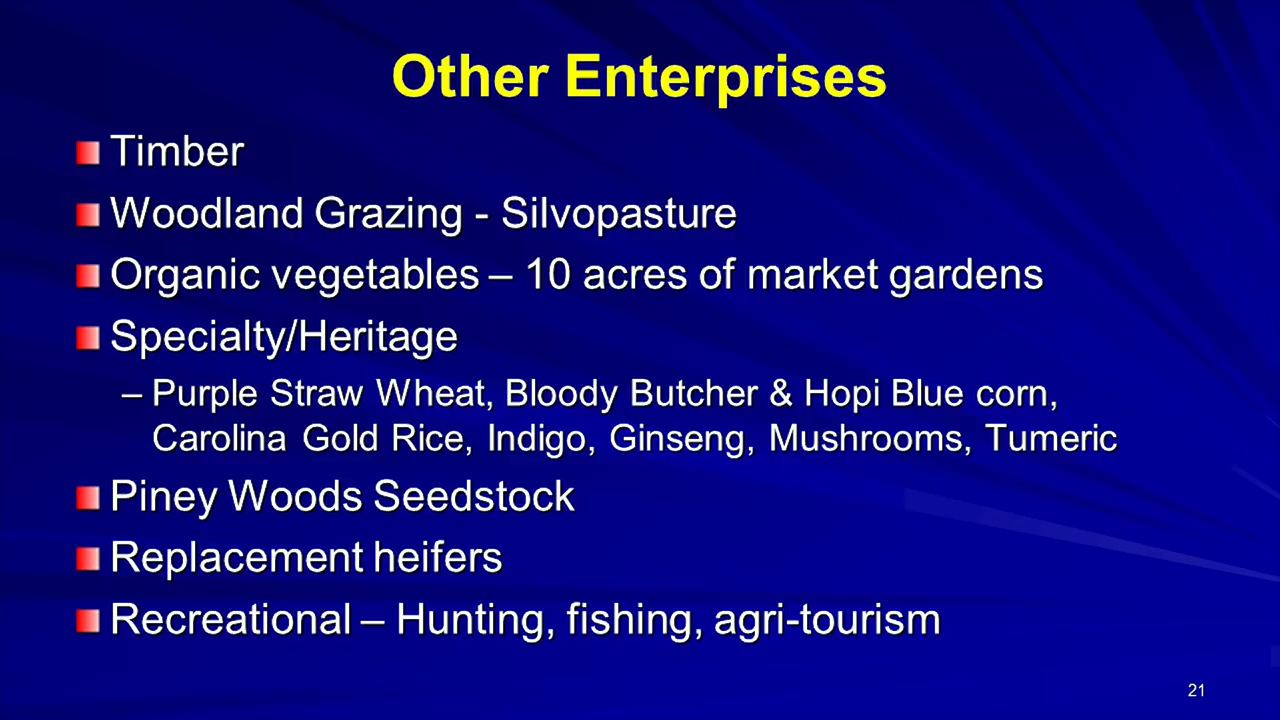 Other Enterprises
Timber
Woodland Grazing - Silvopasture
Organic vegetables – 10 acres of market gardens
Specialty/Heritage
– Purple Straw Wheat, Bloody Butcher & Hopi Blue corn,
Carolina Gold Rice, Indigo, Ginseng, Mushrooms, Tumeric
Piney Woods Seedstock
Replacement heifers
Recreational – Hunting, fishing, agri-tourism
21